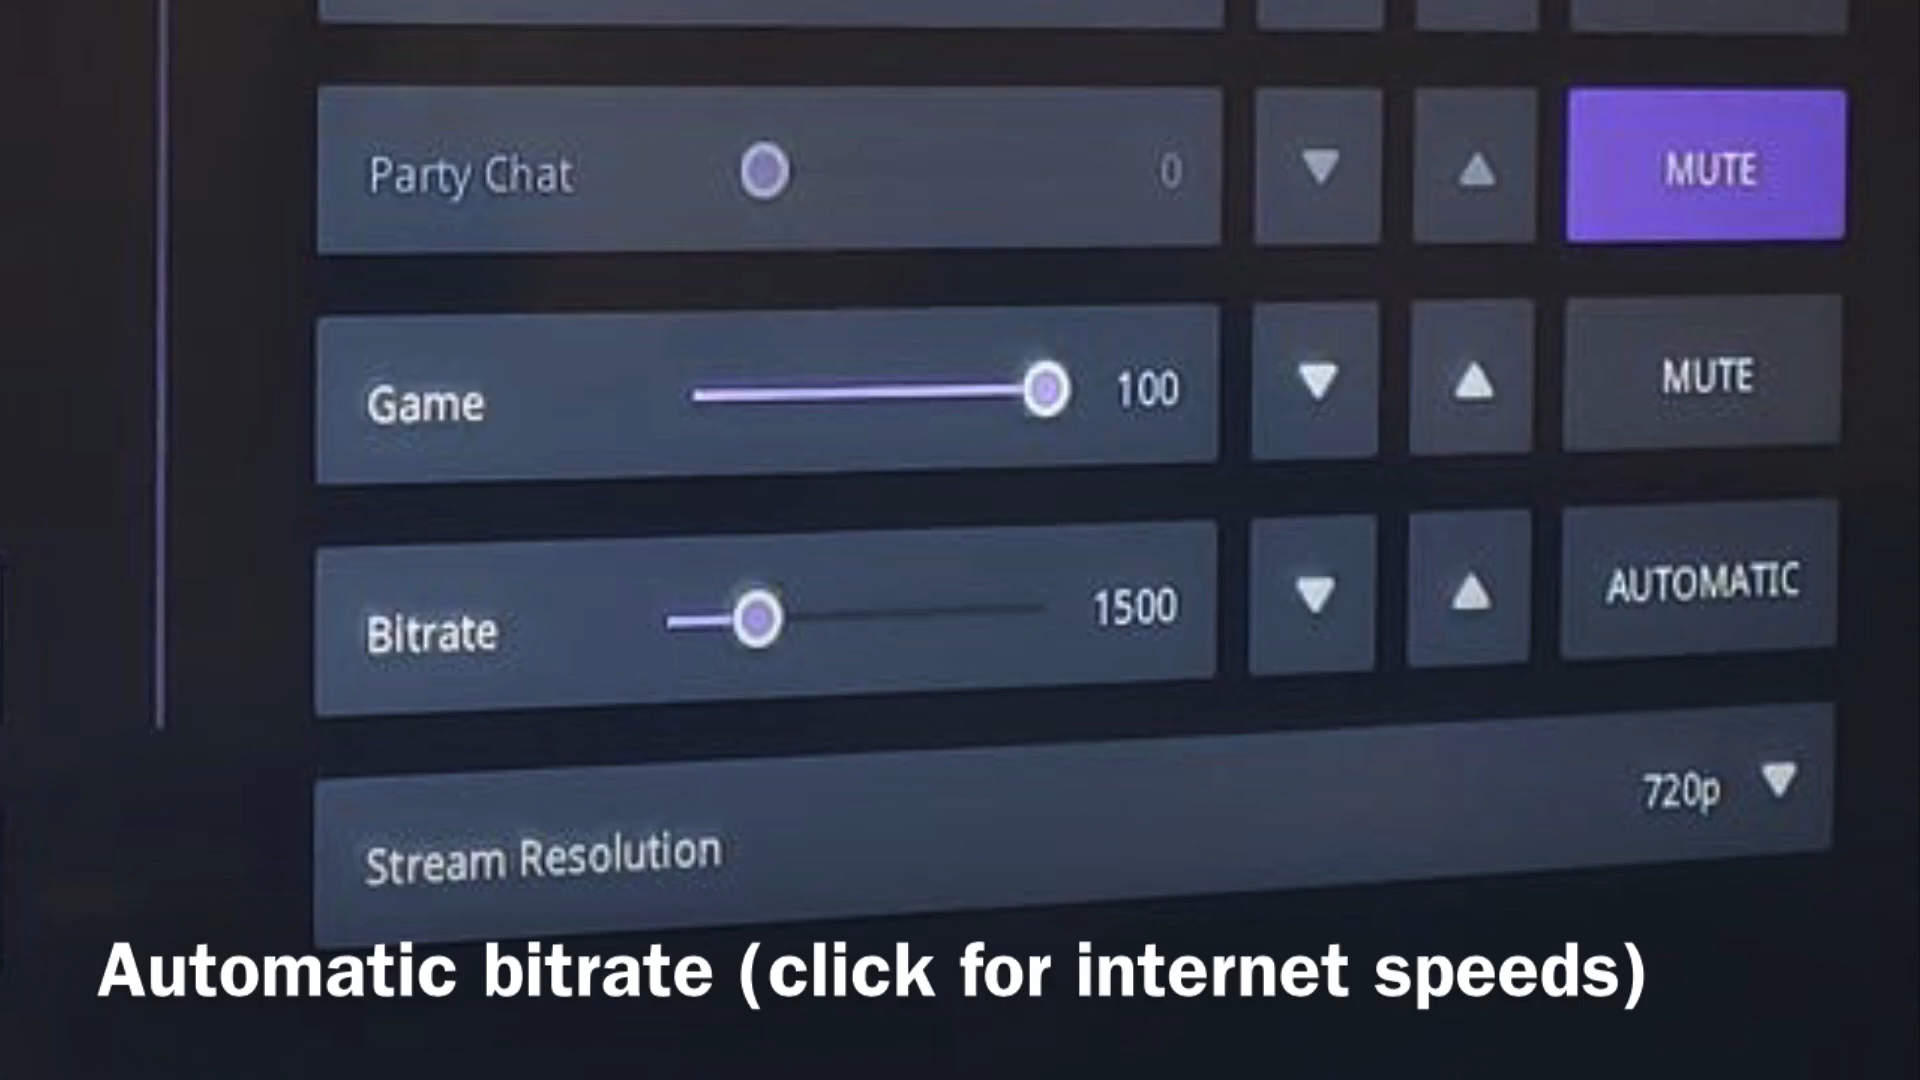 Party Chat 0 MUTE
Game 100 MUTE
Bitrate 1500 AUTOMATIC
Stream Resolution 720p
Automatic bitrate (click for internet speeds)